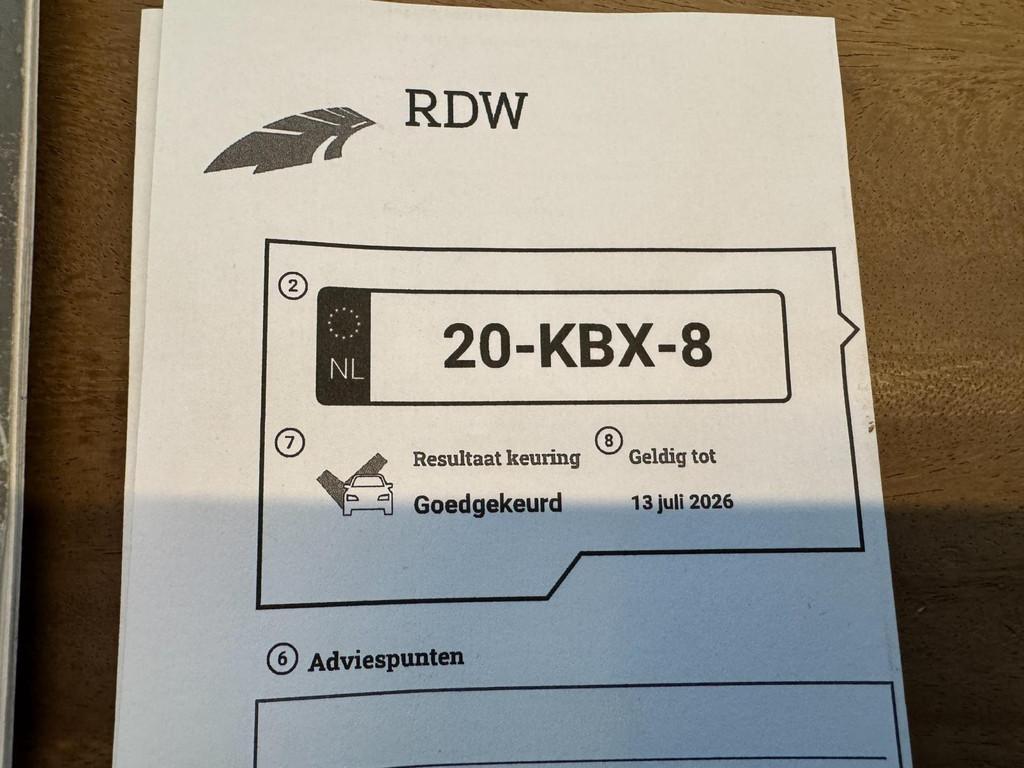 RDW
2
NL
20-KBX-8
7
Resultaat keuring
8
Geldig tot
Goedgekeurd
13 juli 2026
6 Adviespunten